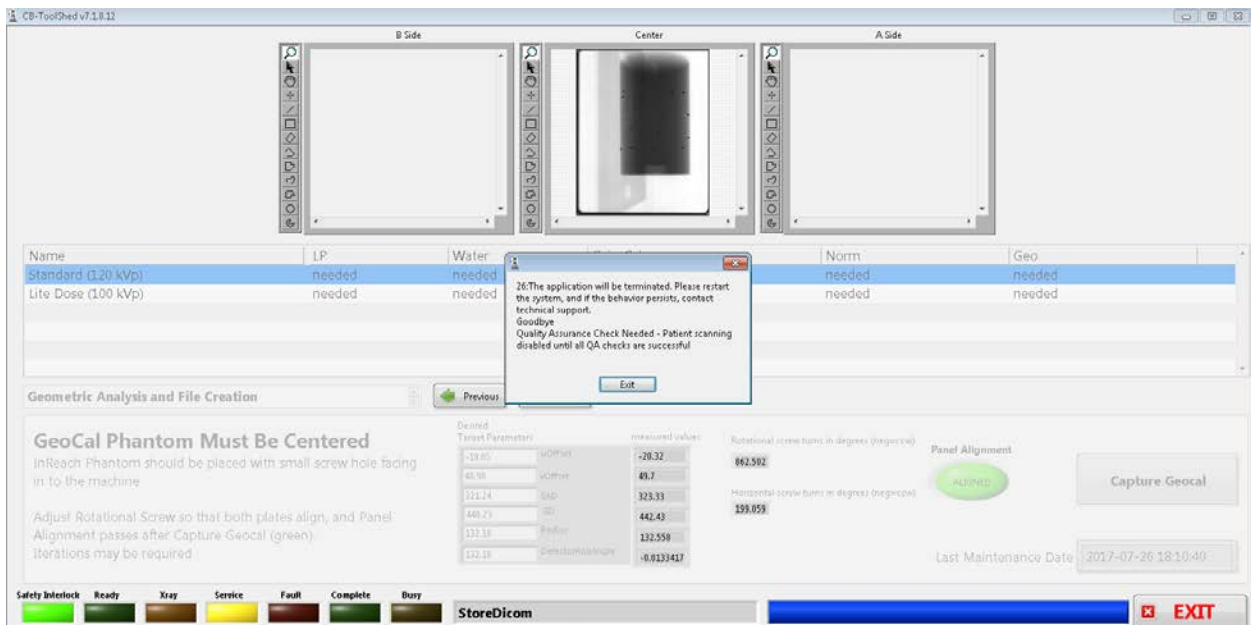 CB-ToolShed v7.1.8.12
B Side
Center
A Side
Name LP Water Norm Geo
Standard (120 kVp) needed needed needed needed
Lite Dose (100 kVp) needed needed needed needed
26:The application will be terminated. Please restart
the system, and if the behavior persists, contact
technical support.
Goodbye
Quality Assurance Check Needed - Patient scanning
disabled until all QA checks are successful
Exit
Geometric Analysis and File Creation
Previous
GeoCal Phantom Must Be Centered
InReach Phantom should be placed with small screw hole facing
in to the machine
Adjust Rotational Screw so that both plates align, and Panel
Alignment passes after Capture Geocal (green).
Iterations may be required
Desired
Target Parameters measured values
uOffset -20.32
vOffset 49.7
321.24 SAD 323.33
442.43
132.18 Radius 132.558
132.18 -0.0133417
Rotational screw turns in degrees (neg=ccw)
862.502
Horizontal screw turns in degrees (neg=ccw)
199.059
Panel Alignment
ALIGNED
Capture Geocal
Last Maintenance Date 2017-07-26 18:10:40
Safety Interlock Ready Xray Service Fault Complete Busy
StoreDicom
EXIT